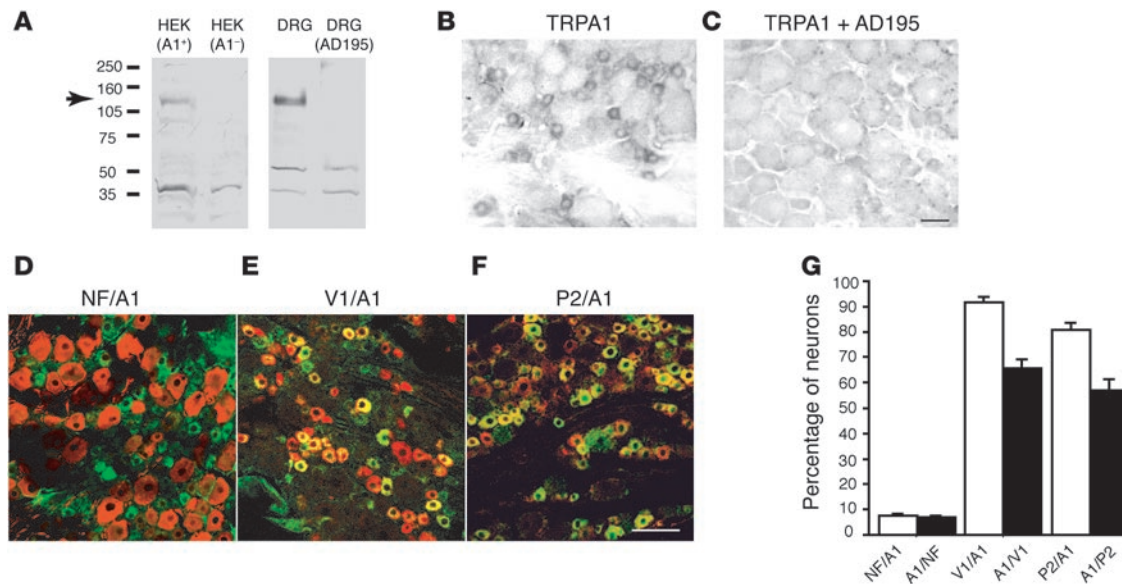 A
HEK
(A1⁺)
HEK
(A1⁻)
DRG
DRG
(AD195)
250
160
105
75
50
35
B
TRPA1
C
TRPA1 + AD195
D
NF/A1
E
V1/A1
F
P2/A1
G
Percentage of neurons
100
90
80
70
60
50
40
30
20
10
0
NF/A1
A1/NF
V1/A1
A1/V1
P2/A1
A1/P2